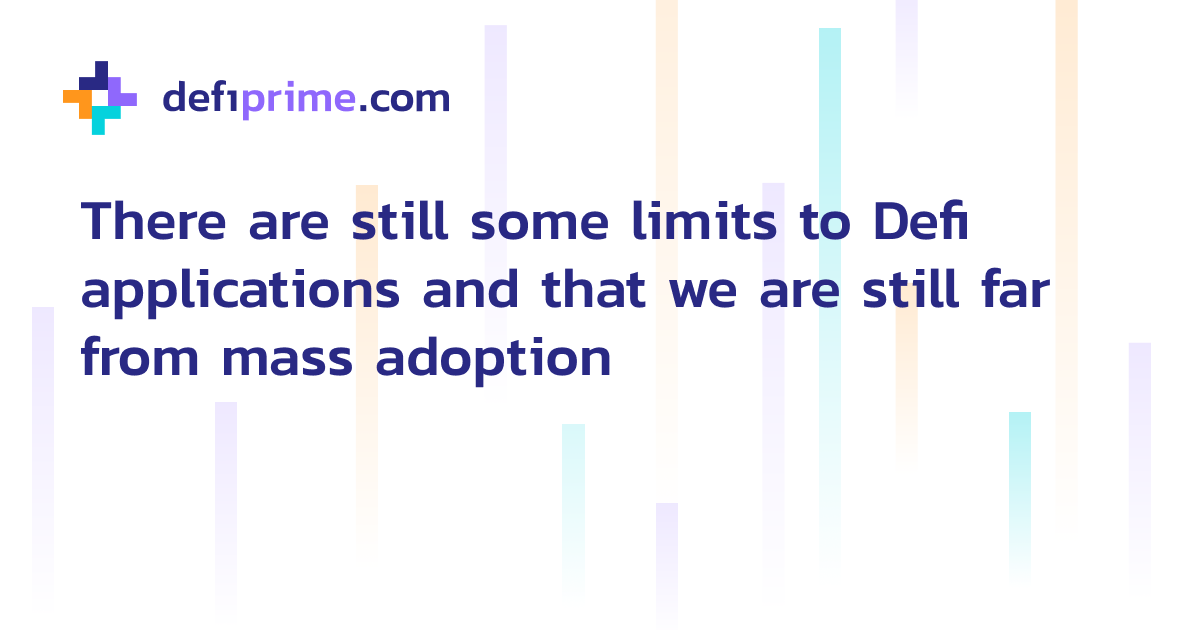 defiprime.com
There are still some limits to Defi
applications and that we are still far
from mass adoption